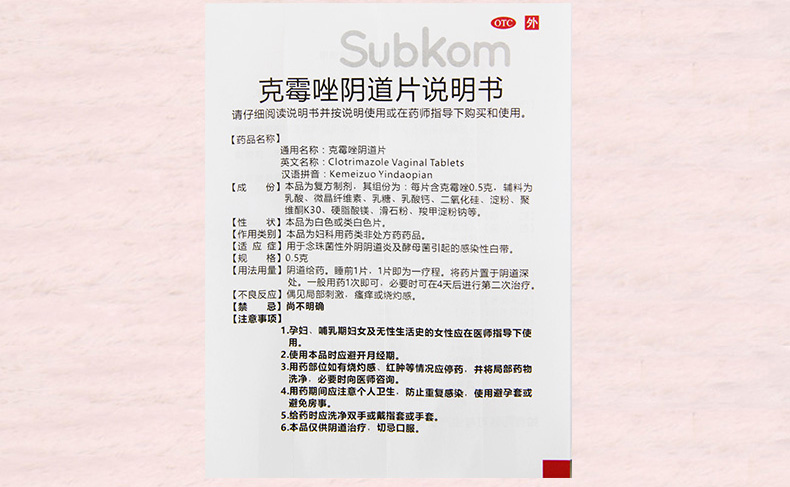 OTC 外
Subkom
克霉唑阴道片说明书
请仔细阅读说明书并按说明使用或在药师指导下购买和使用。
【药品名称】
通用名称：克霉唑阴道片
英文名称：Clotrimazole Vaginal Tablets
汉语拼音：Kemeizuo Yindaopian
【成 份】本品为复方制剂，其组份为：每片含克霉唑0.5克，辅料为
乳酸、微晶纤维素、乳糖、乳酸钙、二氧化硅、淀粉、聚
维酮K30、硬脂酸镁、滑石粉、羧甲淀粉钠等。
【性 状】本品为白色或类白色片。
【作用类别】本品为妇科用药类非处方药药品。
【适 应 症】用于念珠菌性外阴阴道炎及酵母菌引起的感染性白带。
【规 格】0.5克
【用法用量】阴道给药。睡前1片，1片即为一疗程。将药片置于阴道深
处。一般用药1次即可，必要时可在4天后进行第二次治疗。
【不良反应】偶见局部刺激，瘙痒或烧灼感。
【禁 忌】尚不明确
【注意事项】
1.孕妇、哺乳期妇女及无性生活史的女性应在医师指导下使
用。
2.使用本品时应避开月经期。
3.用药部位如有烧灼感、红肿等情况应停药，并将局部药物
洗净，必要时向医师咨询。
4.用药期间应注意个人卫生，防止重复感染，使用避孕套或
避免房事。
5.给药时应洗净双手或戴指套或手套。
6.本品仅供阴道治疗，切忌口服。